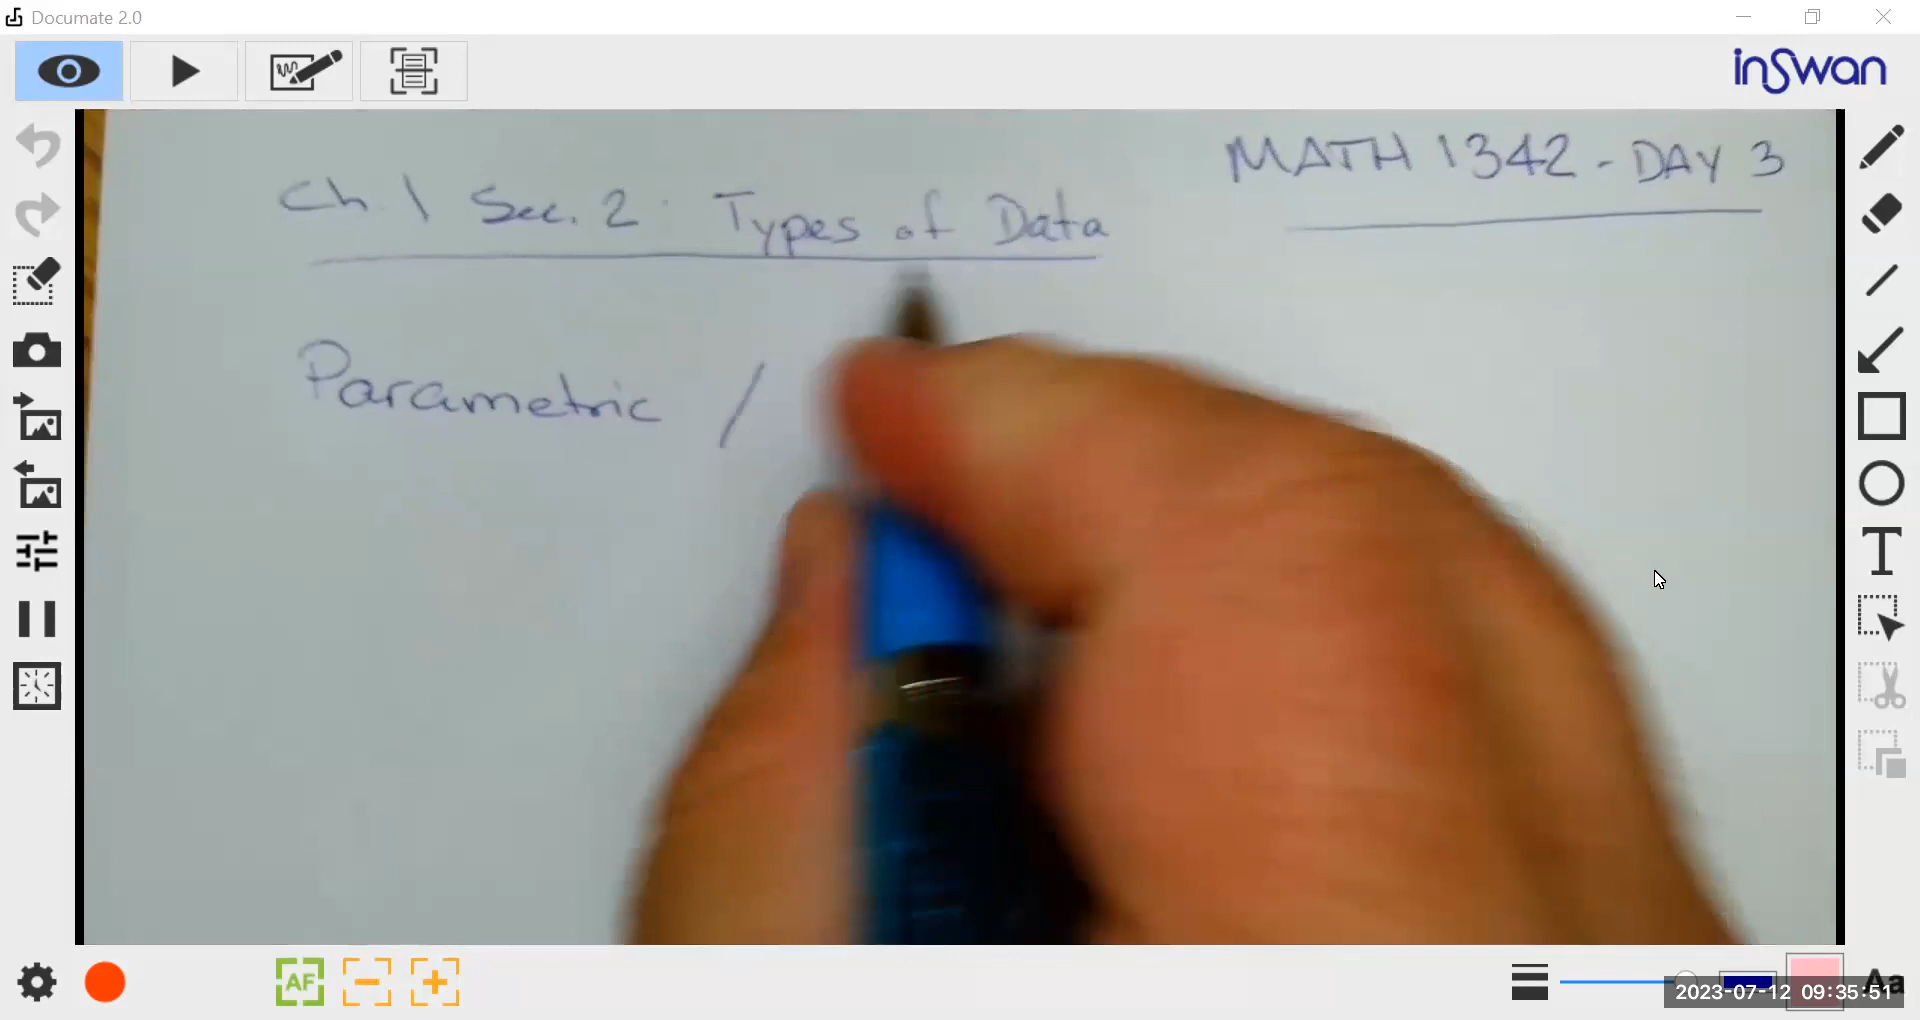 Documate 2.0
inSwan
MATH 1342 - DAY 3
Ch. 1 Sec. 2 Types of Data
Parametric /
T
AF
Aa
2023-07-12 09:35:51